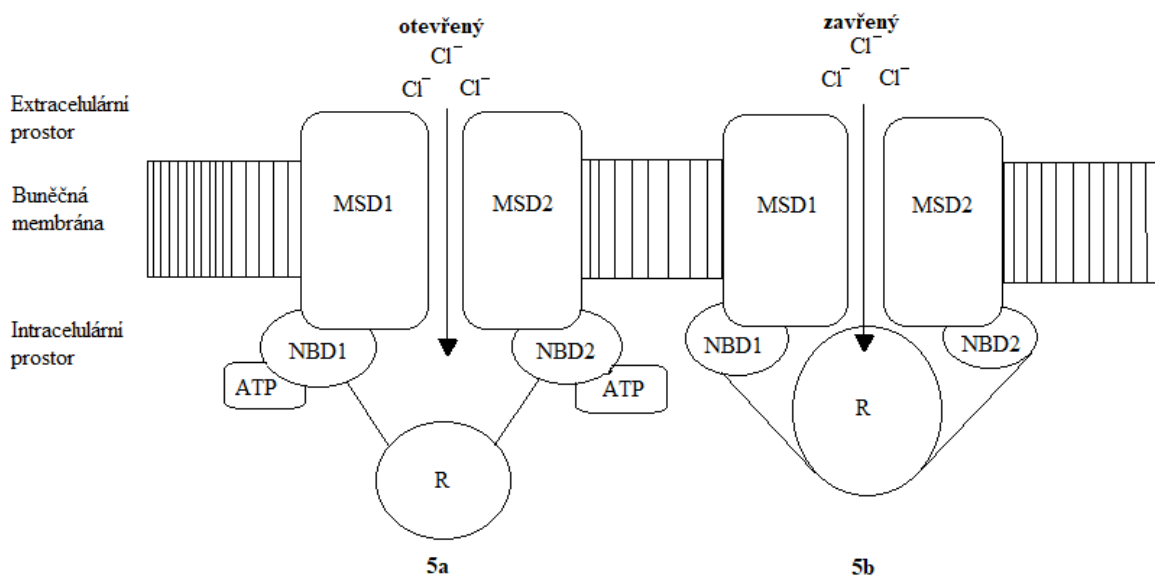 otevřený
zavřený
Cl⁻
Cl⁻
Cl⁻
Cl⁻
Cl⁻
Cl⁻
Extracelulární
prostor
Buněčná
membrána
MSD1
MSD2
MSD1
MSD2
Intracelulární
prostor
NBD1
NBD2
NBD1
NBD2
ATP
ATP
R
R
5a
5b